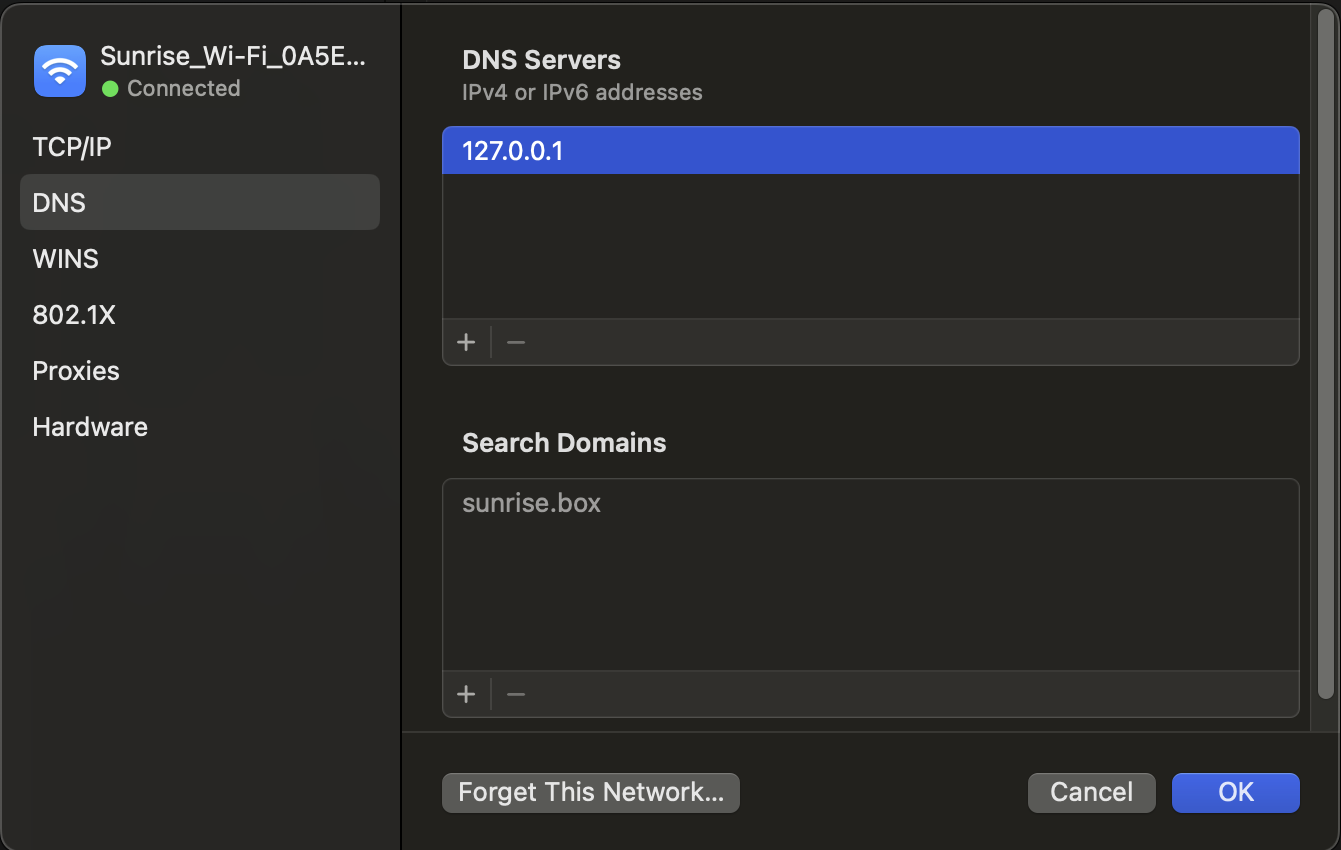 Sunrise_Wi-Fi_0A5E...
Connected
TCP/IP
DNS
WINS
802.1X
Proxies
Hardware
DNS Servers
IPv4 or IPv6 addresses
127.0.0.1
Search Domains
sunrise.box
Forget This Network...
Cancel
OK